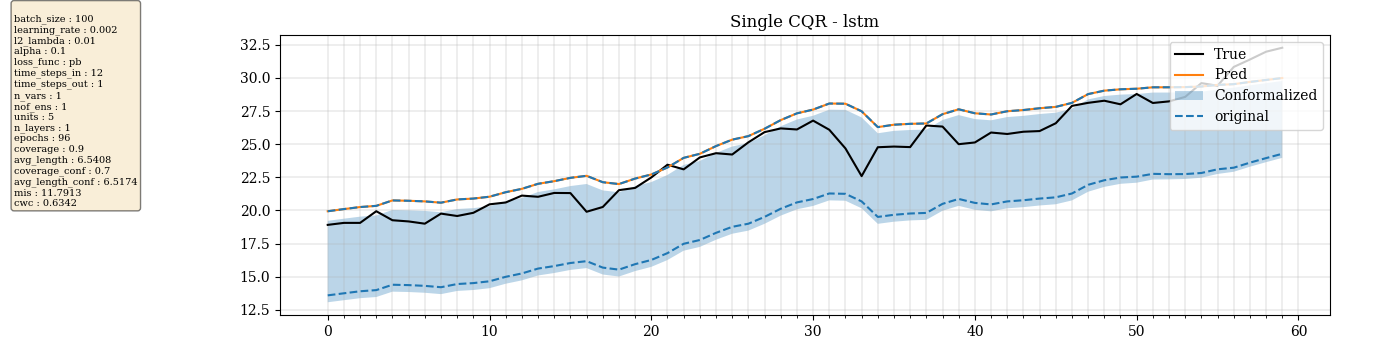 batch_size : 100
learning_rate : 0.002
l2_lambda : 0.01
alpha : 0.1
loss_func : pb
time_steps_in : 12
time_steps_out : 1
n_vars : 1
nof_ens : 1
units : 5
n_layers : 1
epochs : 96
coverage : 0.9
avg_length : 6.5408
coverage_conf : 0.7
avg_length_conf : 6.5174
mis : 11.7913
cwc : 0.6342
Single CQR - lstm
32.5
30.0
27.5
25.0
22.5
20.0
17.5
15.0
12.5
0 10 20 30 40 50 60
True
Pred
Conformalized
original